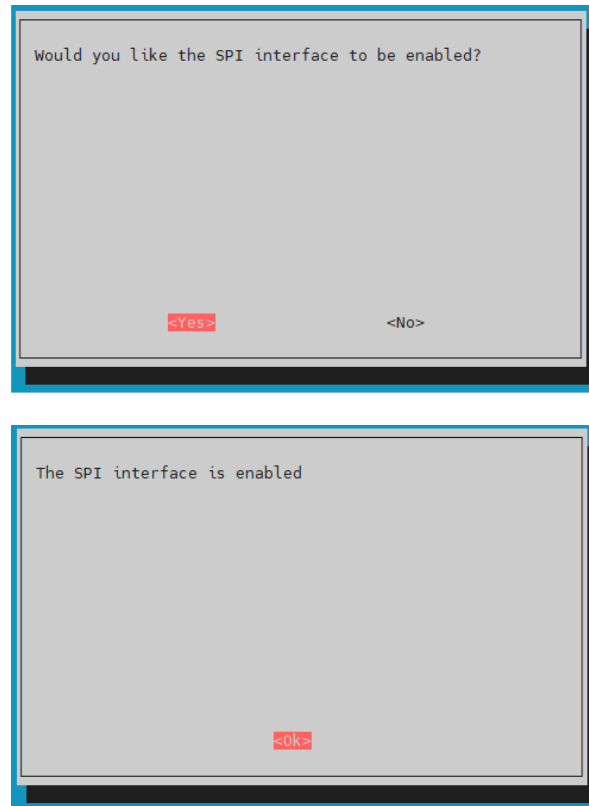 Would you like the SPI interface to be enabled?
<Yes> <No>
The SPI interface is enabled
<Ok>